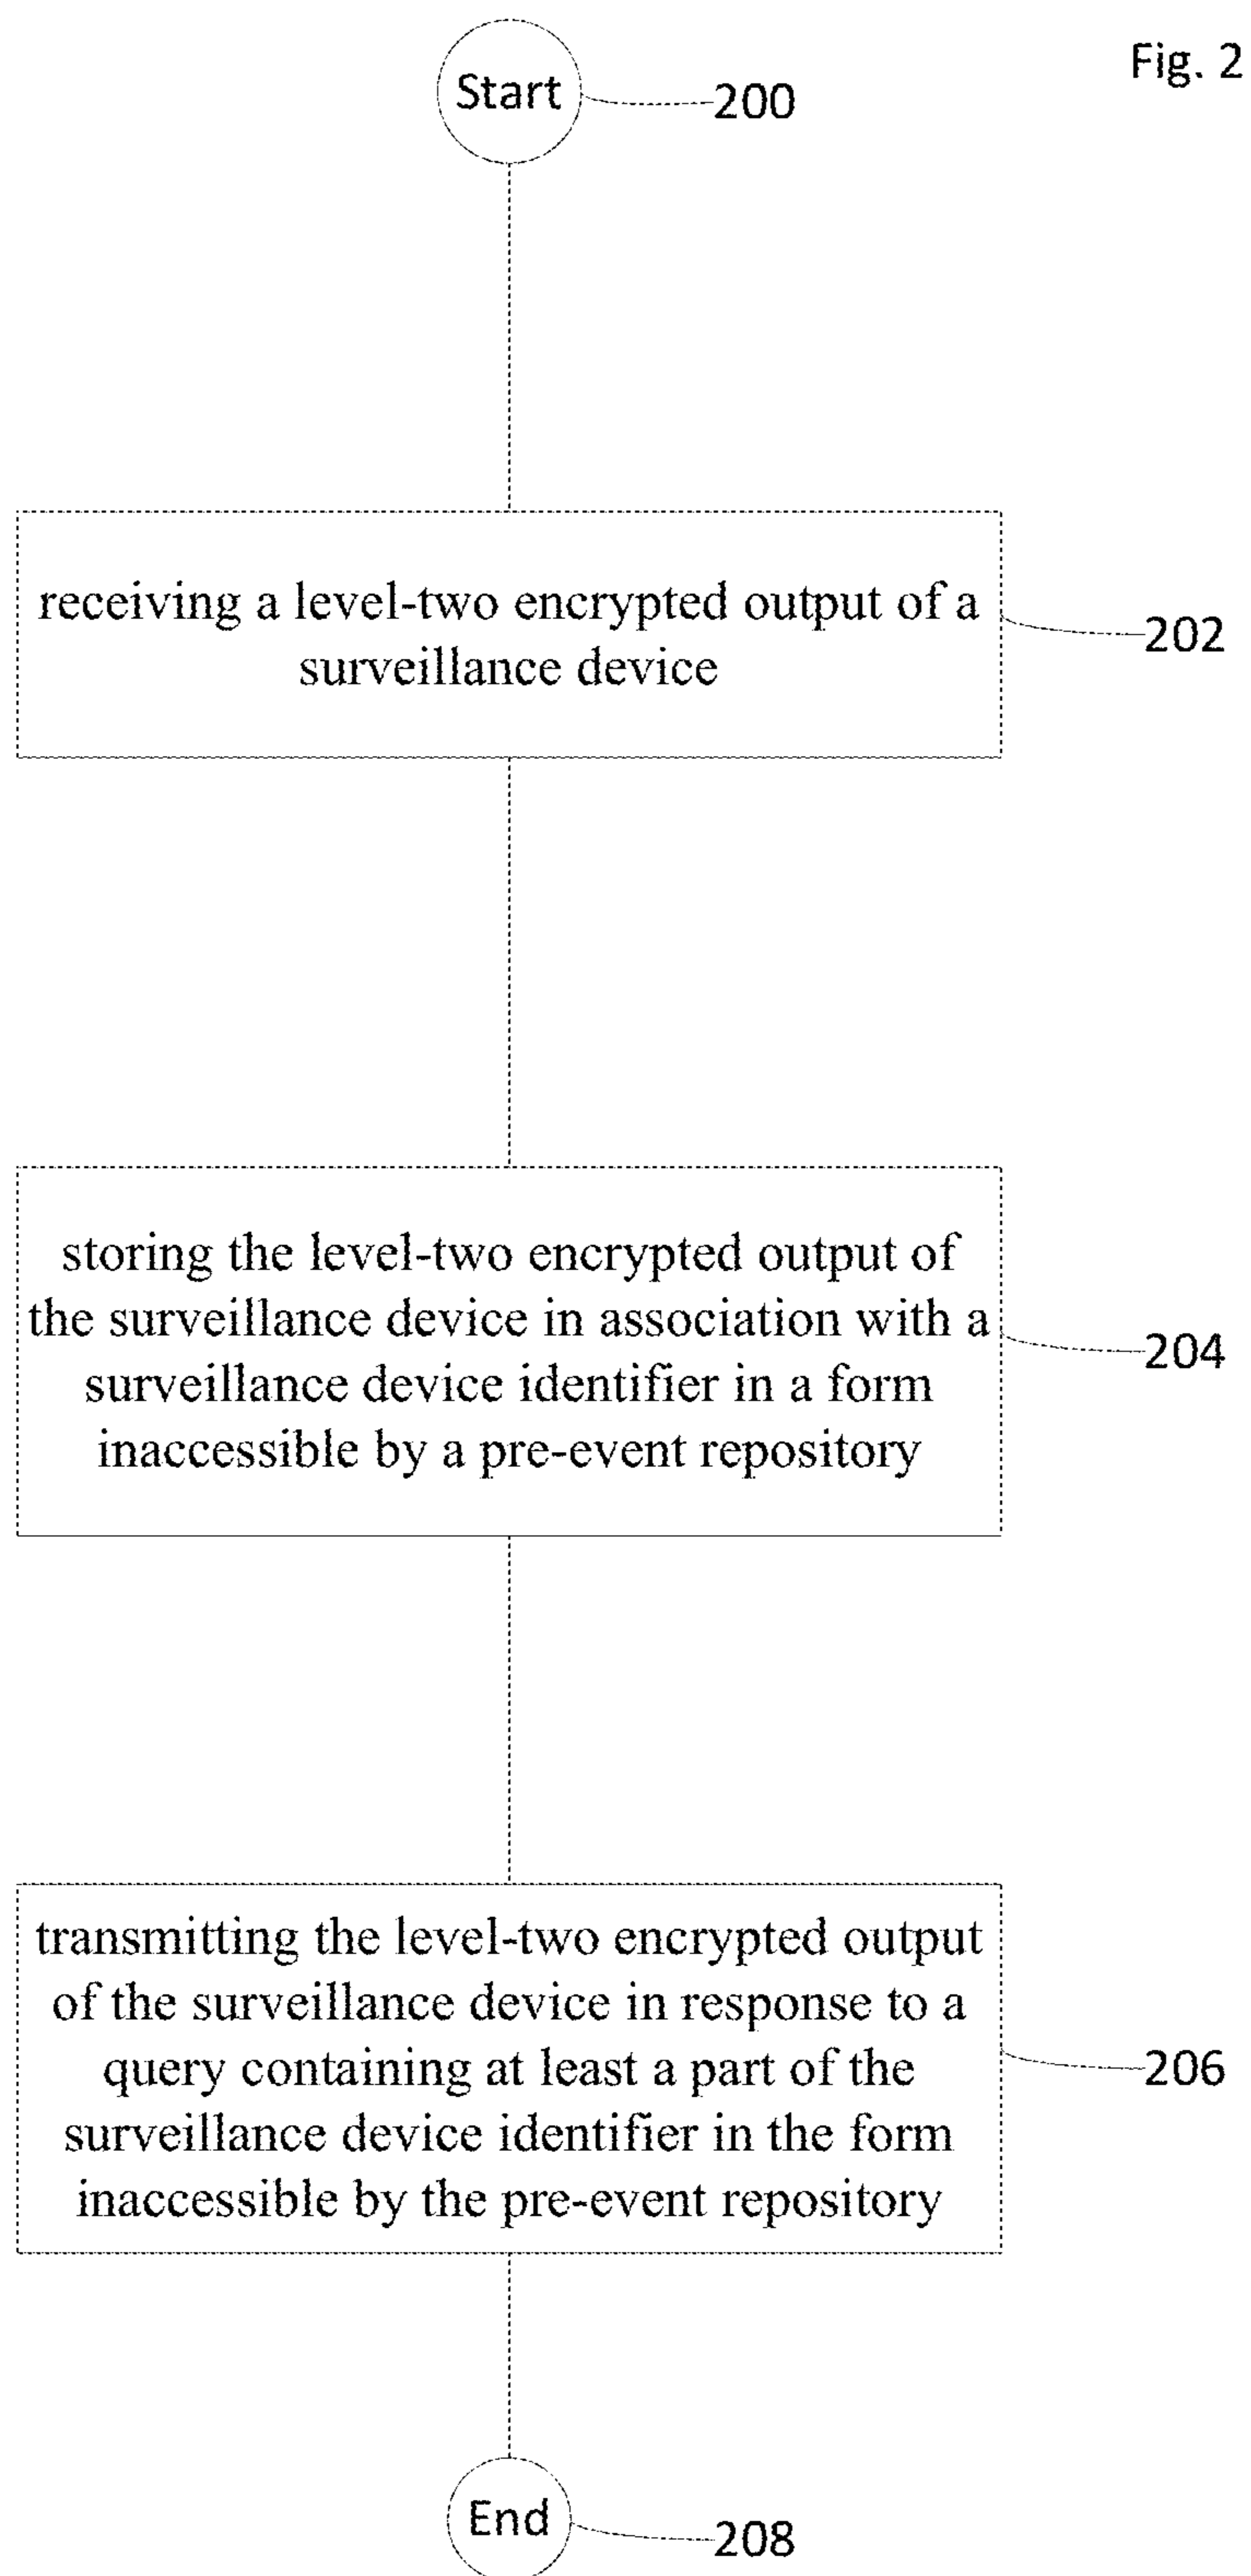 Fig. 2
Start
200
receiving a level-two encrypted output of a
surveillance device
202
storing the level-two encrypted output of
the surveillance device in association with a
surveillance device identifier in a form
inaccessible by a pre-event repository
204
transmitting the level-two encrypted output
of the surveillance device in response to a
query containing at least a part of the
surveillance device identifier in the form
inaccessible by the pre-event repository
206
End
208